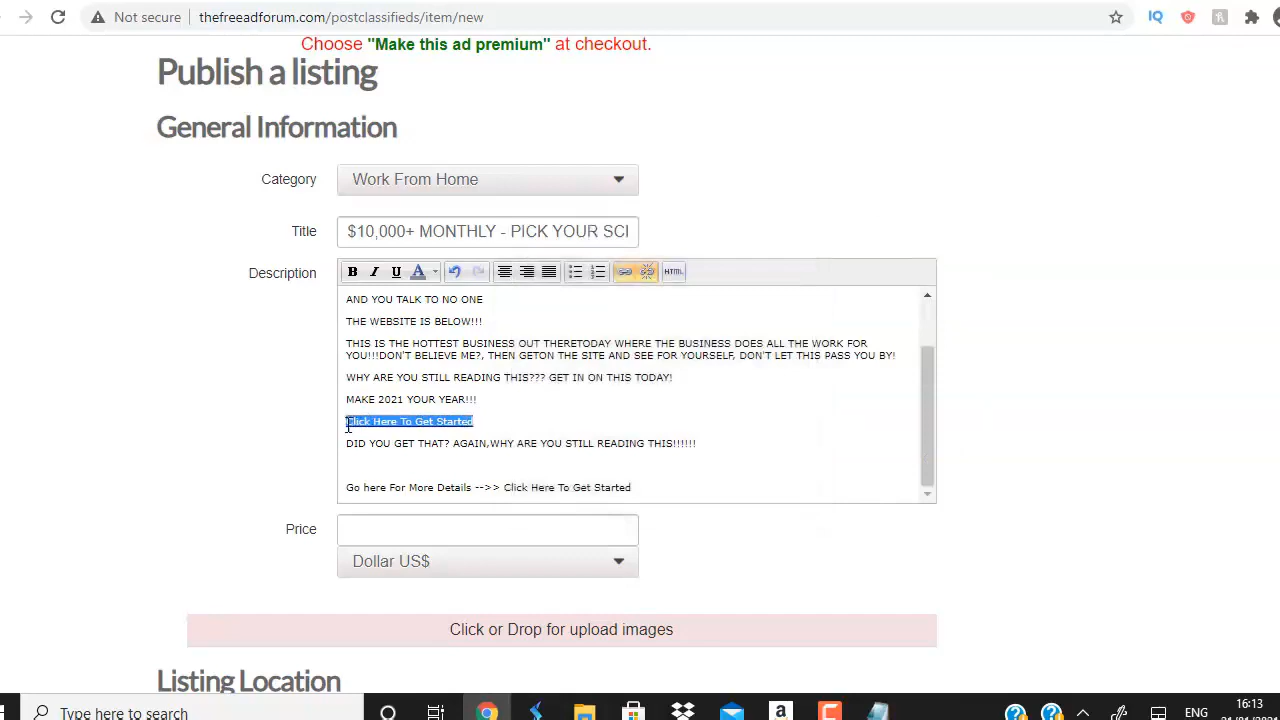 Not secure
thefreeadforum.com/postclassifieds/item/new
Choose "Make this ad premium" at checkout.
Publish a listing
General Information
Category
Work From Home
Title
$10,000+ MONTHLY - PICK YOUR SCI
Description
B I U A HTML
AND YOU TALK TO NO ONE
THE WEBSITE IS BELOW!!!
THIS IS THE HOTTEST BUSINESS OUT THERETODAY WHERE THE BUSINESS DOES ALL THE WORK FOR
YOU!!!DON'T BELIEVE ME?, THEN GETON THE SITE AND SEE FOR YOURSELF, DON'T LET THIS PASS YOU BY!
WHY ARE YOU STILL READING THIS??? GET IN ON THIS TODAY!
MAKE 2021 YOUR YEAR!!!
Click Here To Get Started
DID YOU GET THAT? AGAIN,WHY ARE YOU STILL READING THIS!!!!!!
Go here For More Details -->> Click Here To Get Started
Price
Dollar US$
Click or Drop for upload images
Listing Location
Type here to search
ENG
16:13